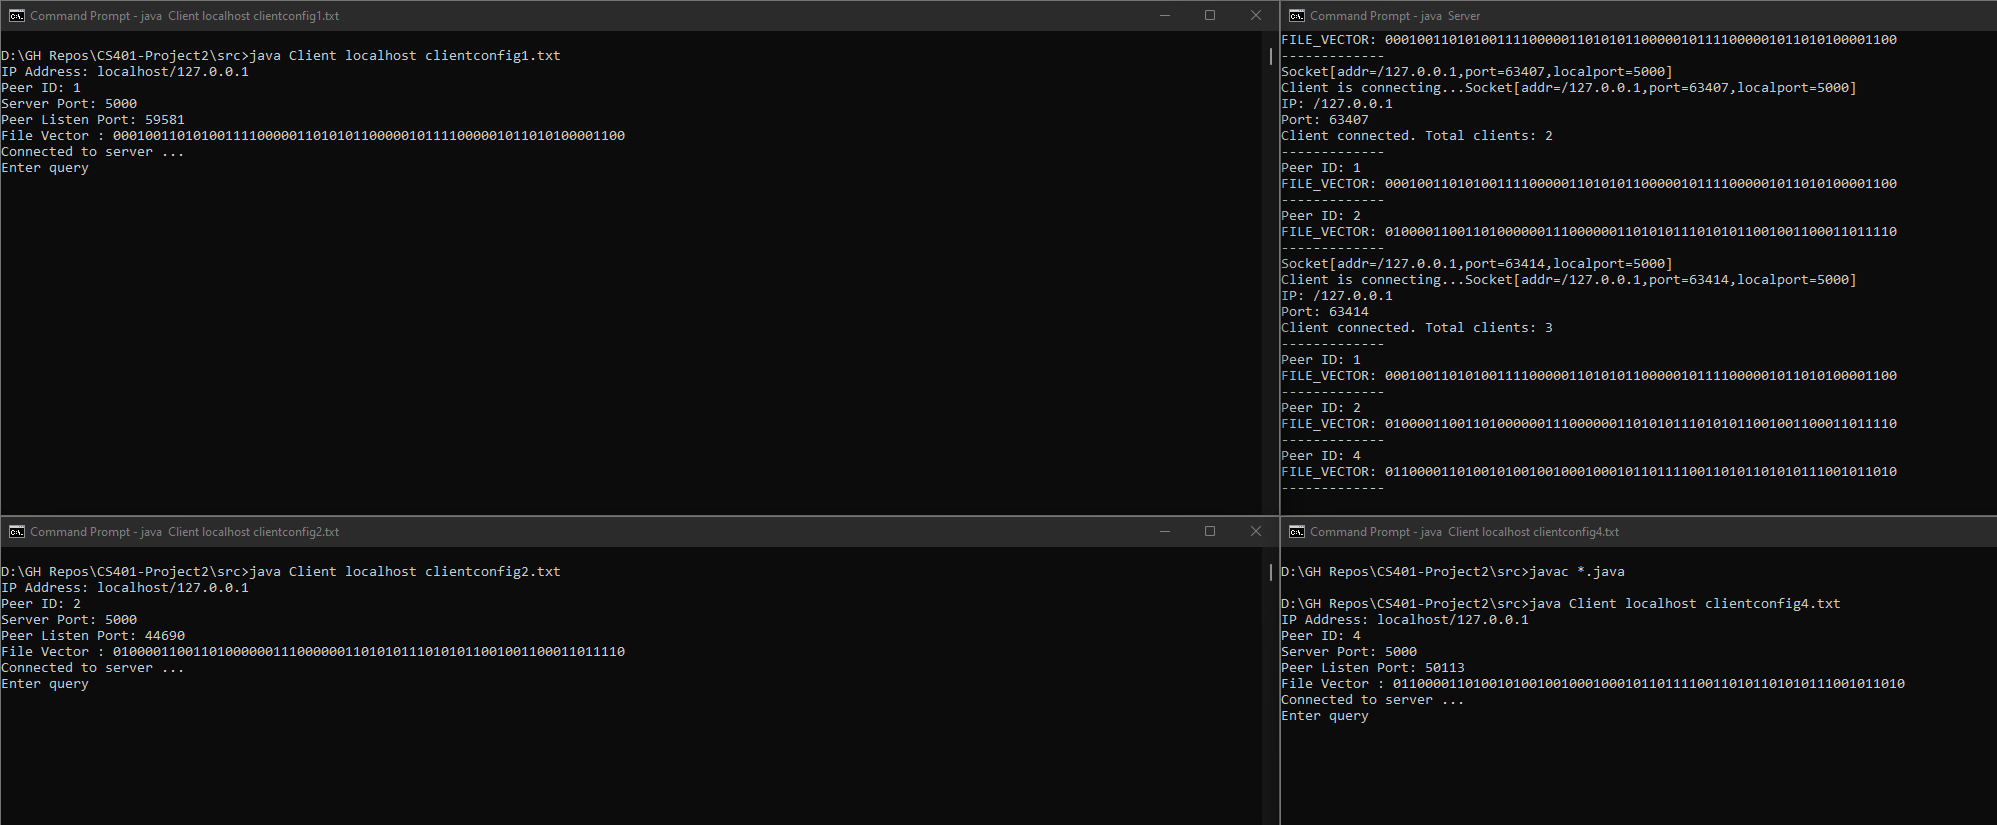 Command Prompt - java  Client localhost clientconfig1.txt
D:\GH Repos\CS401-Project2\src>java Client localhost clientconfig1.txt
IP Address: localhost/127.0.0.1
Peer ID: 1
Server Port: 5000
Peer Listen Port: 59581
File Vector : 0001001101010011110000011010101100000101111000001011010100001100
Connected to server ...
Enter query
Command Prompt - java  Server
FILE_VECTOR: 0001001101010011110000011010101100000101111000001011010100001100
-------------
Socket[addr=/127.0.0.1,port=63407,localport=5000]
Client is connecting...Socket[addr=/127.0.0.1,port=63407,localport=5000]
IP: /127.0.0.1
Port: 63407
Client connected. Total clients: 2
-------------
Peer ID: 1
FILE_VECTOR: 0001001101010011110000011010101100000101111000001011010100001100
-------------
Peer ID: 2
FILE_VECTOR: 0100001100110100000011100000011010101110101011001001100011011110
-------------
Socket[addr=/127.0.0.1,port=63414,localport=5000]
Client is connecting...Socket[addr=/127.0.0.1,port=63414,localport=5000]
IP: /127.0.0.1
Port: 63414
Client connected. Total clients: 3
-------------
Peer ID: 1
FILE_VECTOR: 0001001101010011110000011010101100000101111000001011010100001100
-------------
Peer ID: 2
FILE_VECTOR: 0100001100110100000011100000011010101110101011001001100011011110
-------------
Peer ID: 4
FILE_VECTOR: 0110000110100101001001000100010110111100110101101010111001011010
-------------
Command Prompt - java  Client localhost clientconfig2.txt
D:\GH Repos\CS401-Project2\src>java Client localhost clientconfig2.txt
IP Address: localhost/127.0.0.1
Peer ID: 2
Server Port: 5000
Peer Listen Port: 44690
File Vector : 0100001100110100000011100000011010101110101011001001100011011110
Connected to server ...
Enter query
Command Prompt - java  Client localhost clientconfig4.txt
D:\GH Repos\CS401-Project2\src>javac *.java
D:\GH Repos\CS401-Project2\src>java Client localhost clientconfig4.txt
IP Address: localhost/127.0.0.1
Peer ID: 4
Server Port: 5000
Peer Listen Port: 50113
File Vector : 0110000110100101001001000100010110111100110101101010111001011010
Connected to server ...
Enter query